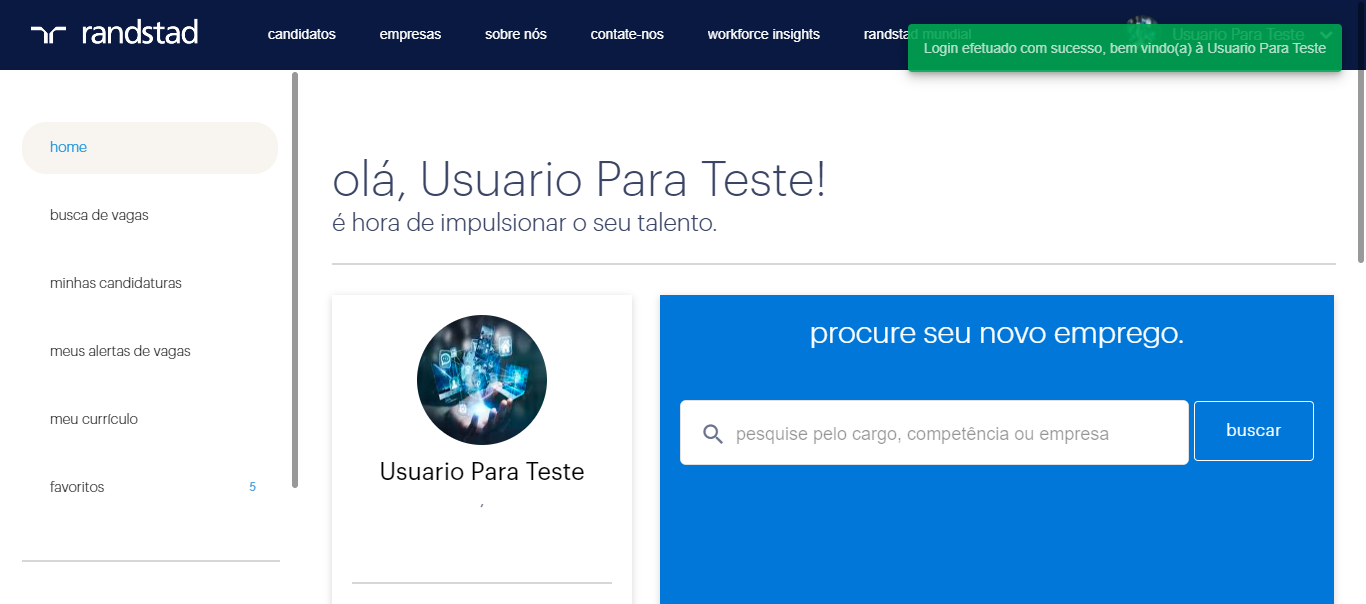 randstad
candidatos empresas sobre nós contate-nos workforce insights randstad mundial Usuario Para Teste
Login efetuado com sucesso, bem vindo(a) à Usuario Para Teste
home
busca de vagas
minhas candidaturas
meus alertas de vagas
meu currículo
favoritos 5
olá, Usuario Para Teste!
é hora de impulsionar o seu talento.
Usuario Para Teste
,
procure seu novo emprego.
pesquise pelo cargo, competência ou empresa
buscar